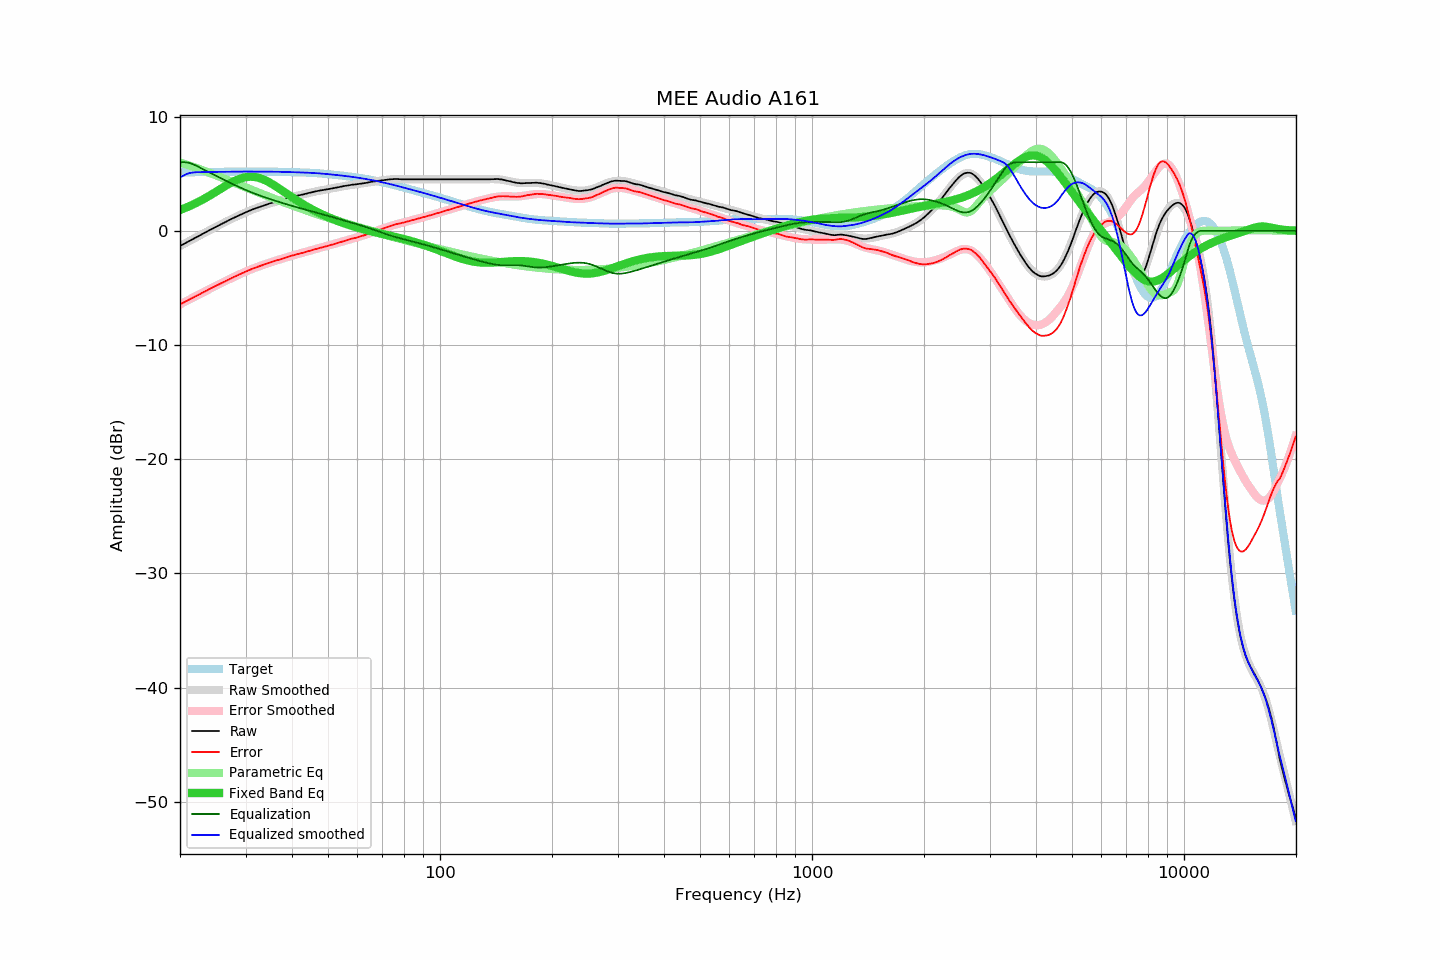 MEE Audio A161
10
0
−10
−20
−30
−40
−50
Amplitude (dBr)
Target
Raw Smoothed
Error Smoothed
Raw
Error
Parametric Eq
Fixed Band Eq
Equalization
Equalized smoothed
100
1000
10000
Frequency (Hz)